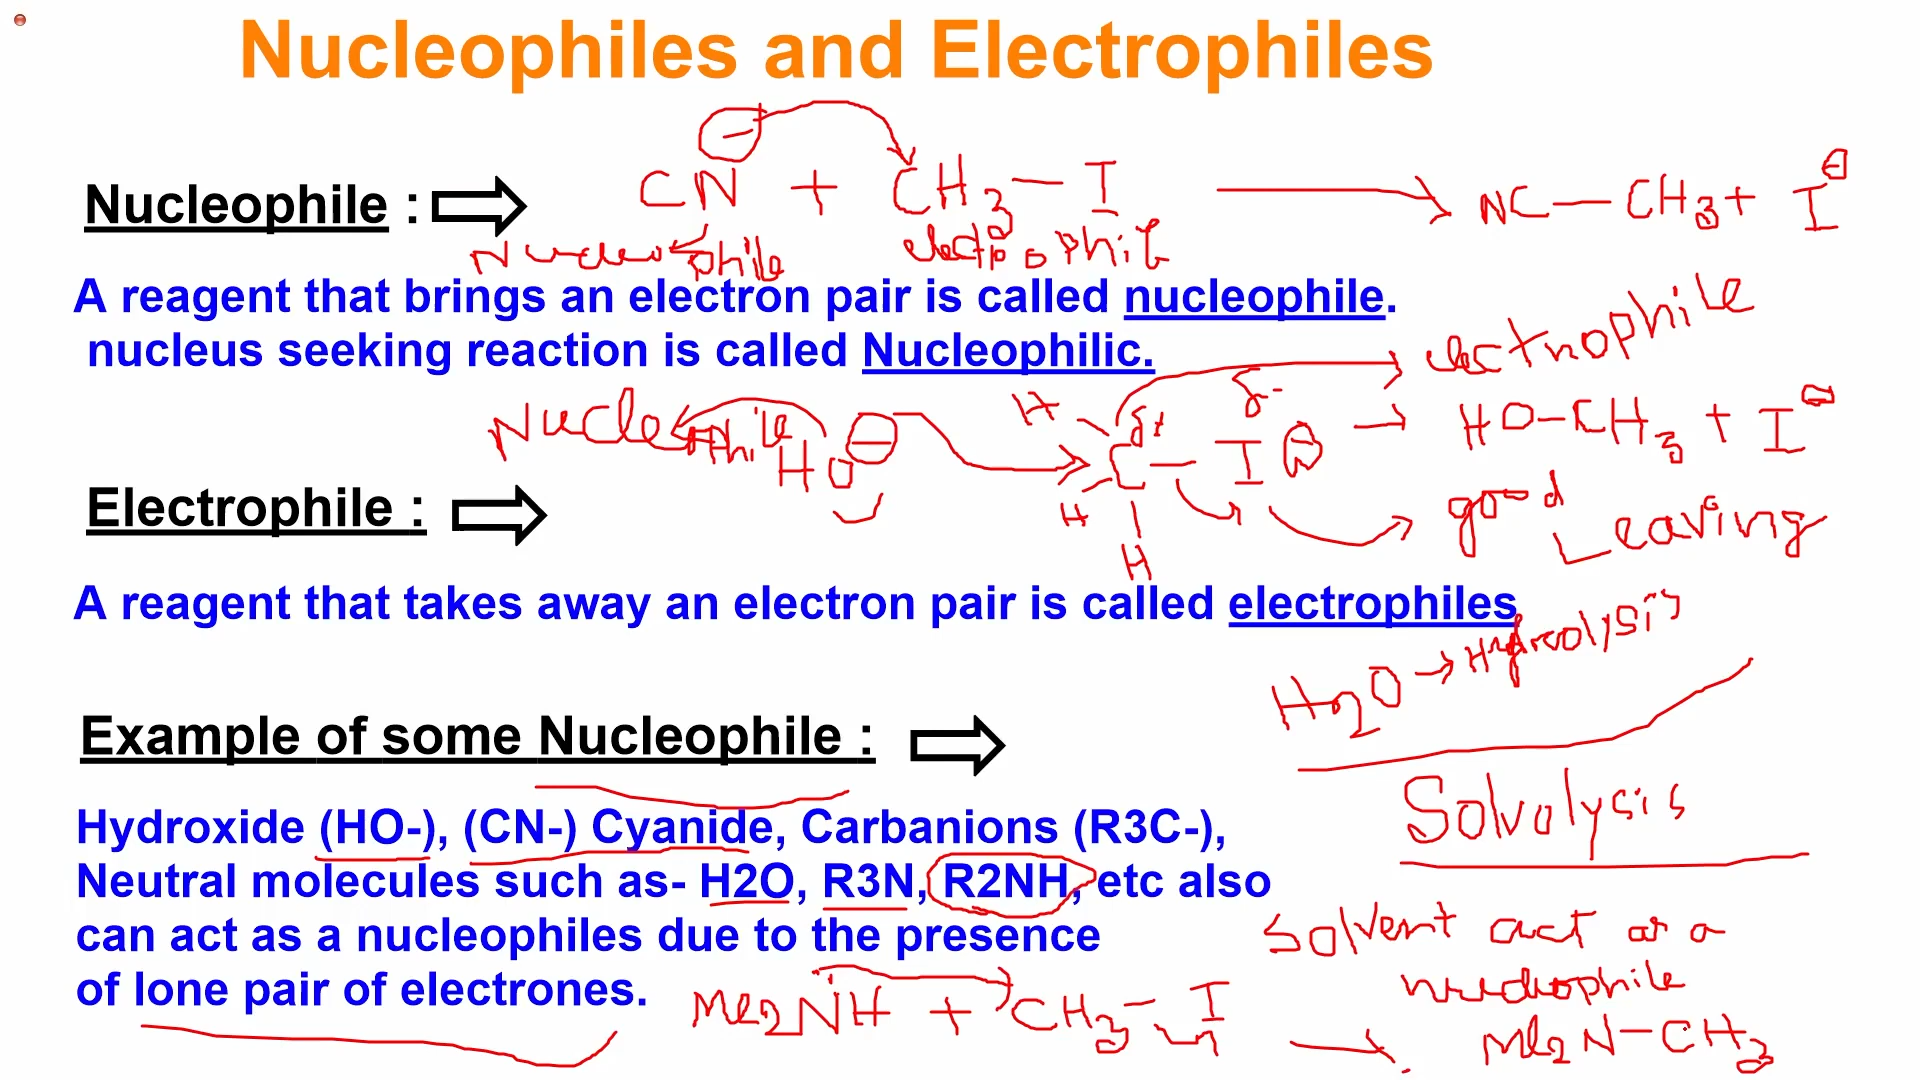 Nucleophiles and Electrophiles
Nucleophile :
CN⊖ + CH3—I → NC—CH3 + I⊖
Nucleophile electrophile
A reagent that brings an electron pair is called nucleophile.
nucleus seeking reaction is called Nucleophilic.
electrophile
Nucleophile HO⊖
H
δ+ δ-
C—I
H
H
HO-CH3 + I⊖
good
Leaving
Electrophile :
A reagent that takes away an electron pair is called electrophiles
H2O → Hydrolysis
Solvolysis
Example of some Nucleophile :
Hydroxide (HO-), (CN-) Cyanide, Carbanions (R3C-),
Neutral molecules such as- H2O, R3N, R2NH, etc also
can act as a nucleophiles due to the presence
of lone pair of electrones.
Solvent act as a
nucleophile
Me2NH + CH3-I → Me2N-CH3